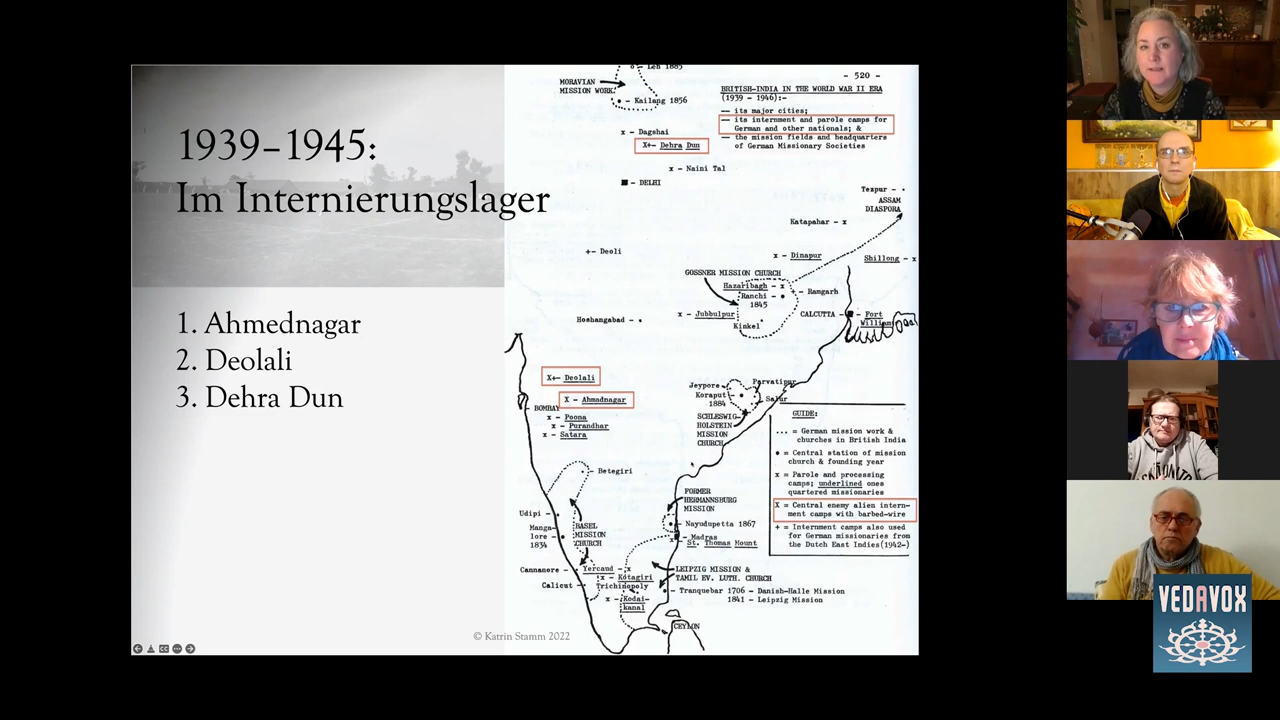 1939–1945:
Im Internierungslager
1. Ahmednagar
2. Deolali
3. Dehra Dun
- 520 -
BRITISH-INDIA IN THE WORLD WAR II ERA
(1939 - 1946):-
— its major cities;
— its internment and parole camps for
German and other nationals; &
— the mission fields and headquarters
of German Missionary Societies
Leh 1885
MORAVIAN
MISSION WORK
Kailang 1856
x - Dagshai
X+- Dehra Dun
x - Naini Tal
- DELHI
Tezpur -
ASSAM
DIASPORA
Katapahar - x
+- Deoli
x - Dinapur
Shillong - x
GOSSNER MISSION CHURCH
Hazaribagh - x
Ranchi -
1845
+ - Ramgarh
Kinkel
Hoshangabad -
x - Jubbulpur
CALCUTTA -
- Fort
William
X+- Deolali
X - Ahmadnagar
- BOMBAY
x - Poona
x - Purandhar
x - Satara
Jeypore
Parvatipur
Koraput
1884
Salur
SCHLESWIG-
HOLSTEIN
MISSION
CHURCH
GUIDE:
... = German mission work &
churches in British India
• = Central station of mission
church & founding year
x = Parole and processing
camps; underlined ones
quartered missionaries
X = Central enemy alien intern-
ment camps with barbed-wire
+ = Internment camps also used
for German missionaries from
the Dutch East Indies(1942-)
- Betegiri
FORMER
HERMANNSBURG
MISSION
Udipi -
Manga-
lore -
1834
BASEL
MISSION
CHURCH
- Nayudupetta 1867
- Madras
x - St. Thomas Mount
Cannanore -
Yercaud - x
x - Kotagiri
Calicut -
Trichinopoly
x - Kodai-
kanal
LEIPZIG MISSION &
TAMIL EV. LUTH. CHURCH
- Tranquebar 1706 - Danish-Halle Mission
1841 - Leipzig Mission
CEYLON
© Katrin Stamm 2022
VEDAVOX